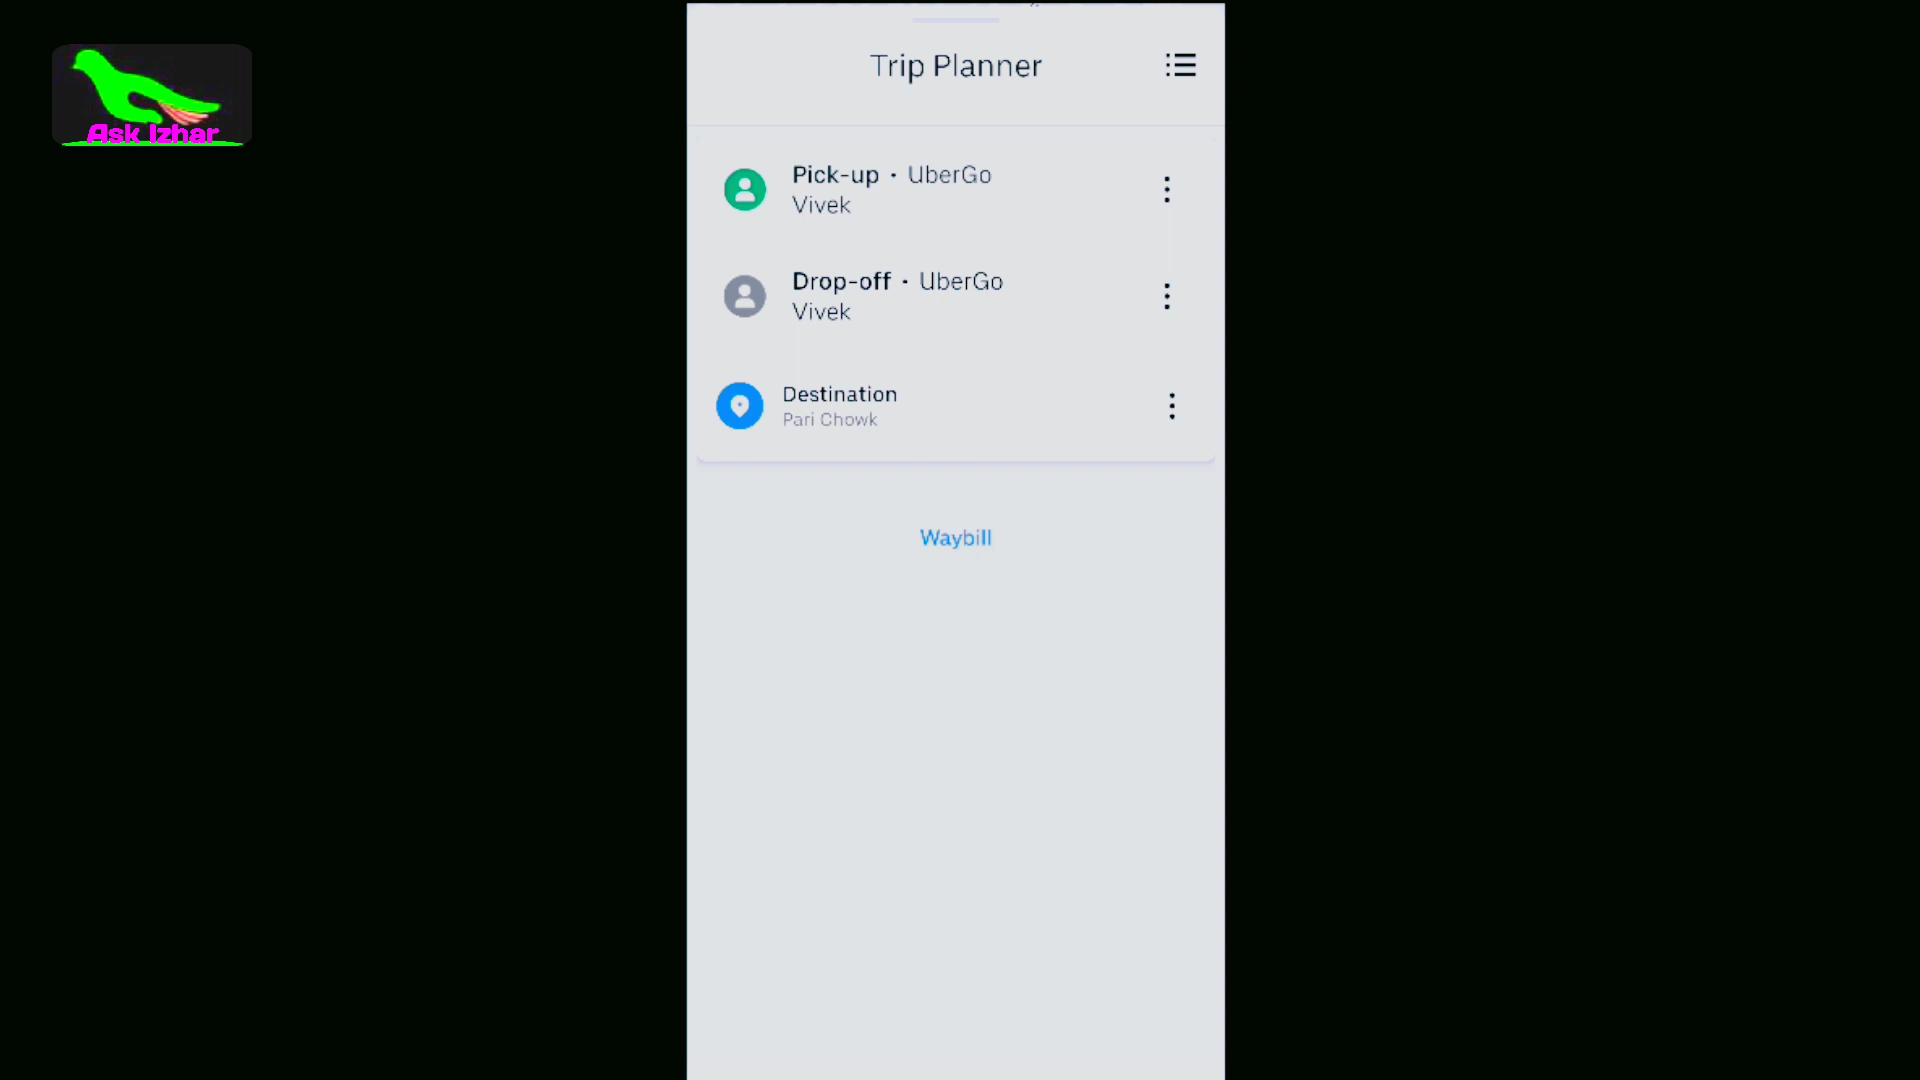 Ask Izhar
Trip Planner
Pick-up • UberGo
Vivek
Drop-off • UberGo
Vivek
Destination
Pari Chowk
Waybill